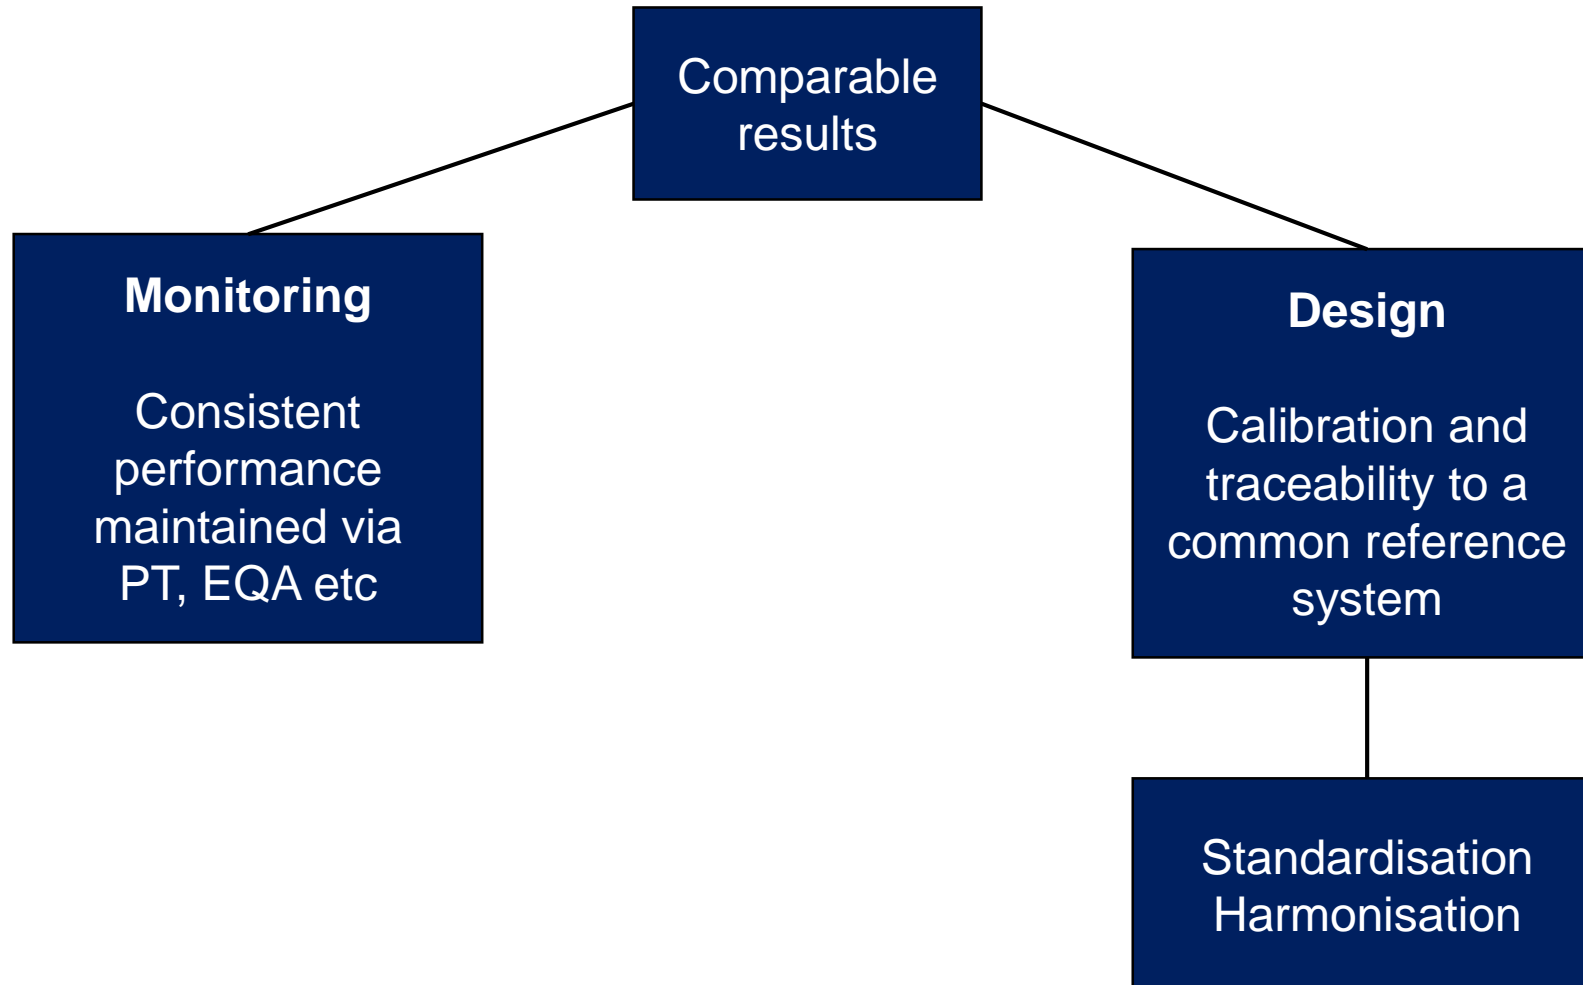 Comparable
results
Monitoring
Consistent
performance
maintained via
PT, EQA etc
Design
Calibration and
traceability to a
common reference
system
Standardisation
Harmonisation